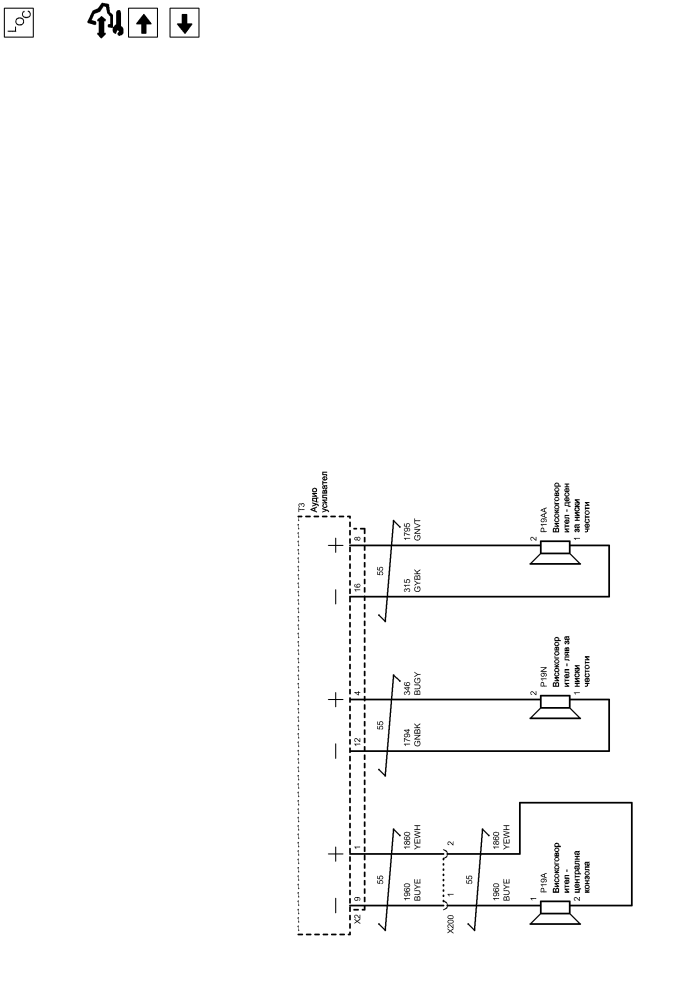 LOC
T3
Аудио
усилвател
8
16
4
12
1
9
X2
55
1795
GNVT
315
GYBK
55
346
BUGY
1794
GNBK
55
1860
YEWH
1960
BUYE
2
1
X200
55
1860
YEWH
1960
BUYE
2
P19AA
Високоговор
ител - десен
за ниски
честоти
1
2
P19N
Високоговор
ител - ляв за
ниски
честоти
1
1
P19A
Високоговор
ител -
централна
конзола
2